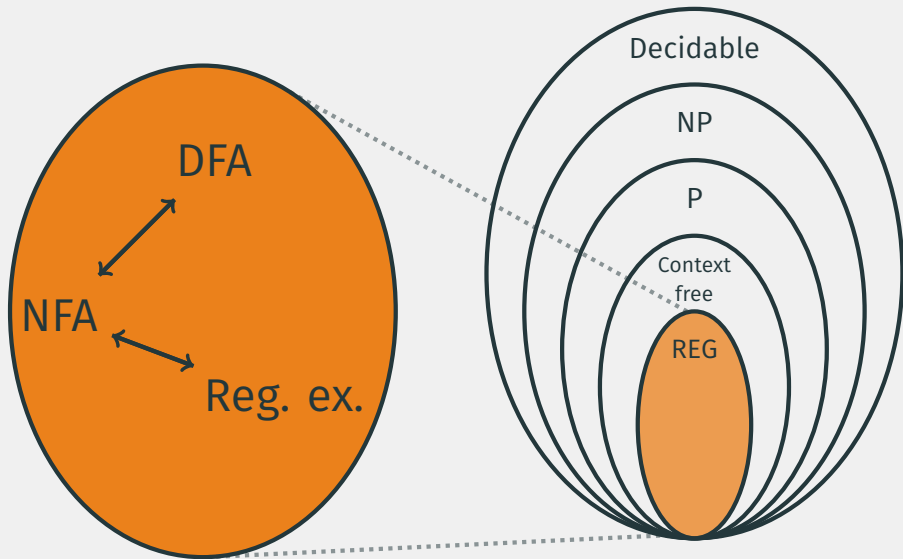 DFA
NFA
Reg. ex.
Decidable
NP
P
Context
free
REG